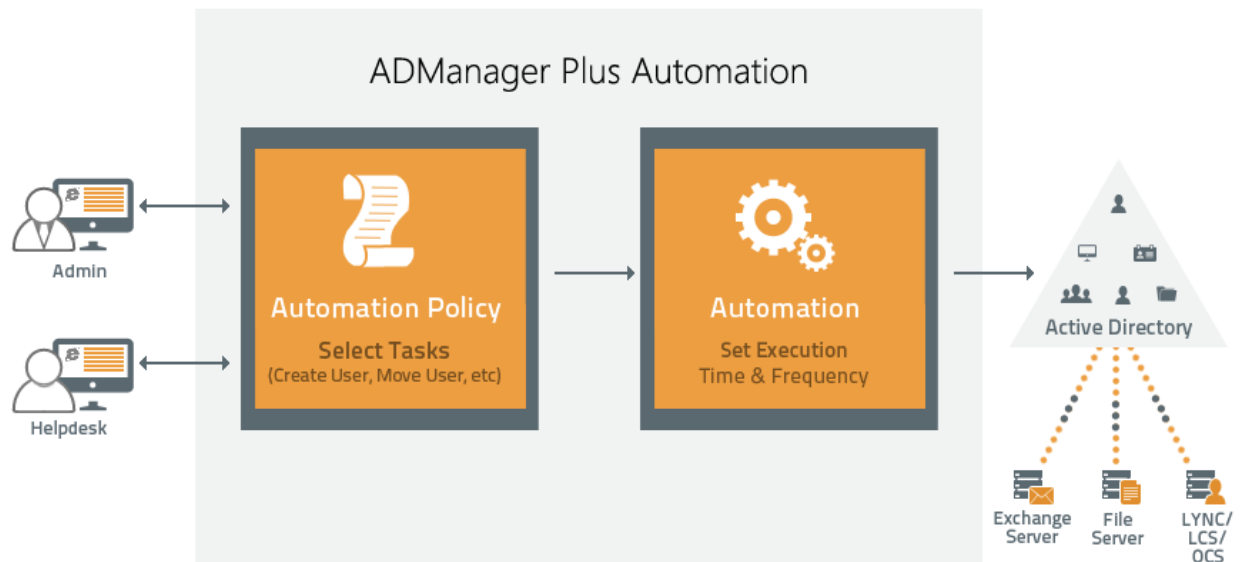 ADManager Plus Automation
Admin
Helpdesk
Automation Policy
Select Tasks
(Create User, Move User, etc)
Automation
Set Execution
Time & Frequency
Active Directory
Exchange
Server
File
Server
LYNC/
LCS/
OCS